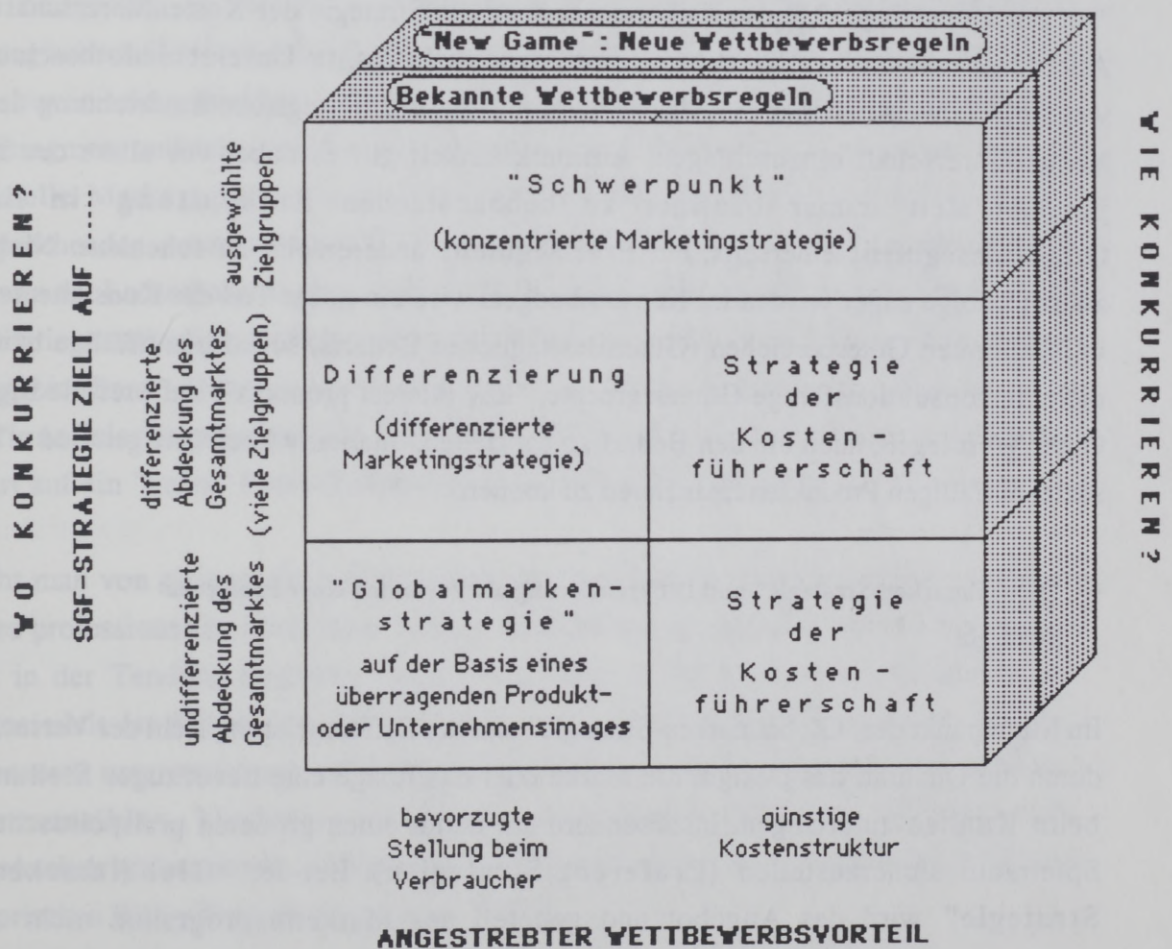 "New Game": Neue Wettbewerbsregeln
Bekannte Wettbewerbsregeln
WO KONKURRIEREN?
SGF-STRATEGIE ZIELT AUF......
ausgewählte
Zielgruppen
"Schwerpunkt"
(konzentrierte Marketingstrategie)
differenzierte
Abdeckung des
Gesamtmarktes
(viele Zielgruppen)
Differenzierung
(differenzierte
Marketingstrategie)
Strategie
der
Kosten-
führerschaft
undifferenzierte
Abdeckung des
Gesamtmarktes
"Globalmarken-
strategie"
auf der Basis eines
überragenden Produkt-
oder Unternehmensimages
Strategie
der
Kosten
führerschaft
WIE KONKURRIEREN?
bevorzugte
Stellung beim
Verbraucher
günstige
Kostenstruktur
ANGESTREBTER WETTBEWERBSVORTEIL